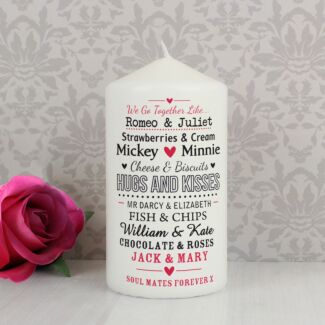 We Go Together Like...
Romeo & Juliet
Strawberries & Cream
Mickey ♥ Minnie
Cheese & Biscuits
HUGS AND KISSES
MR DARCY & ELIZABETH
FISH & CHIPS
William & Kate
CHOCOLATE & ROSES
JACK & MARY
SOUL MATES FOREVER X